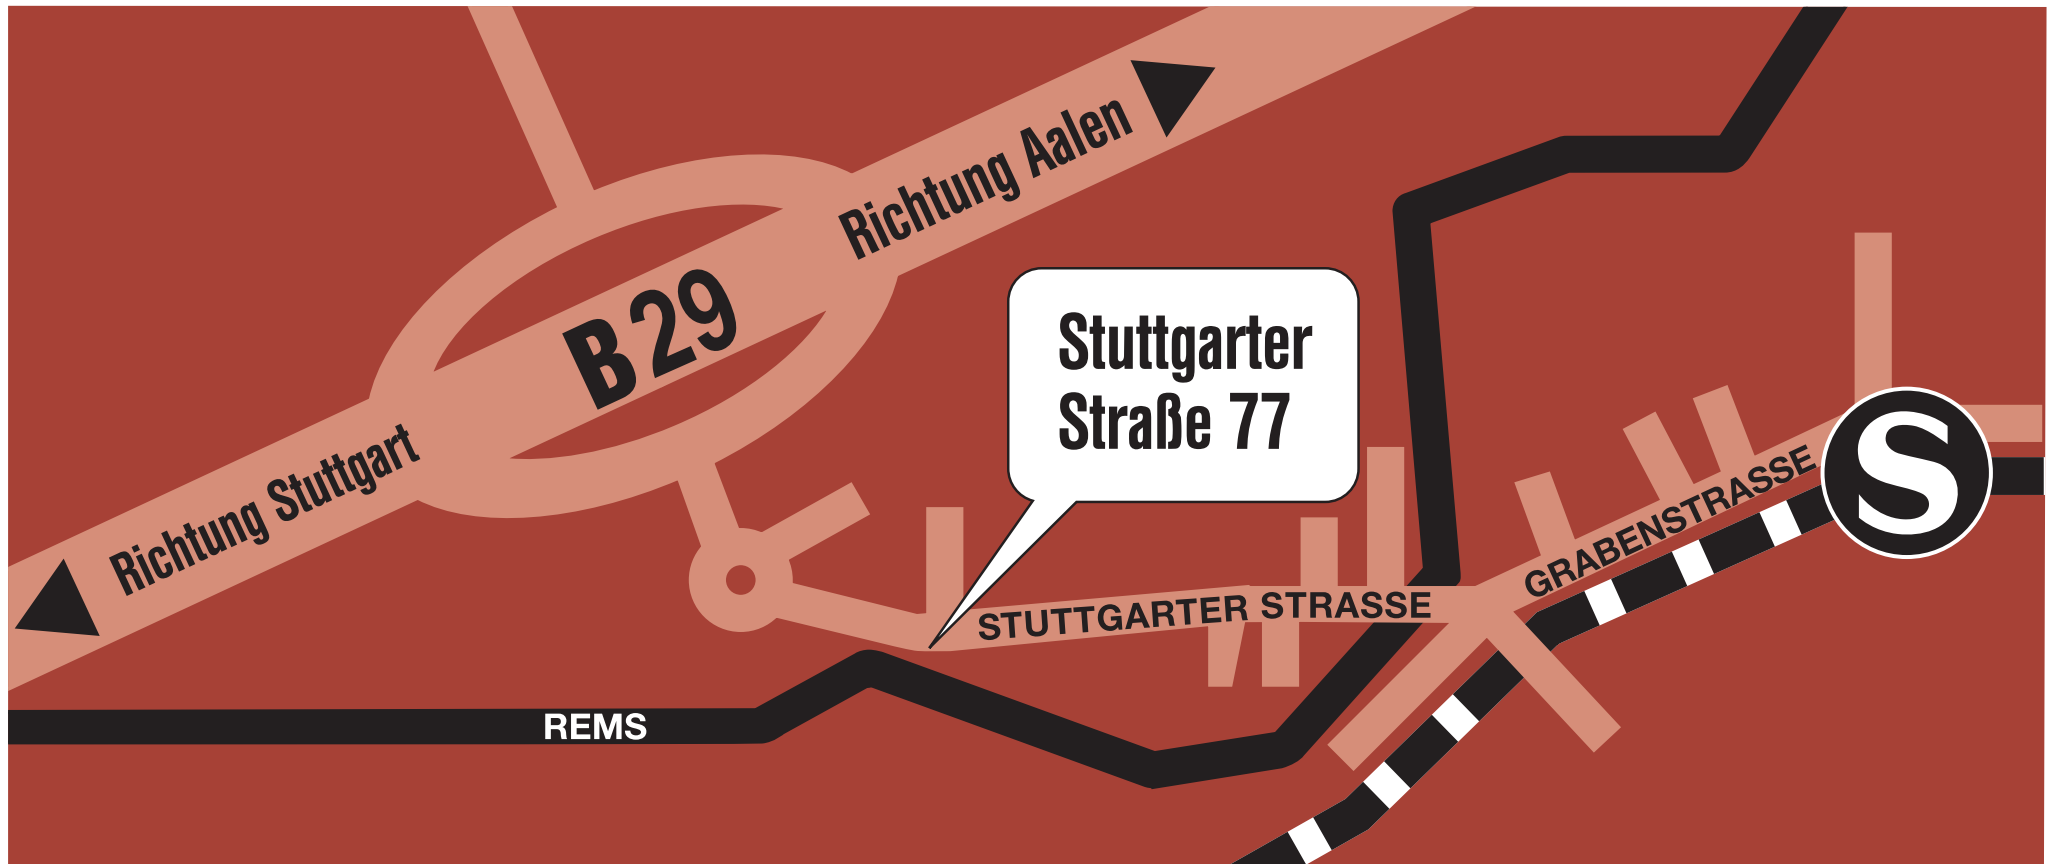 Richtung Aalen
B 29
Richtung Stuttgart
Stuttgarter
Straße 77
STUTTGARTER STRASSE
GRABENSTRASSE
S
REMS